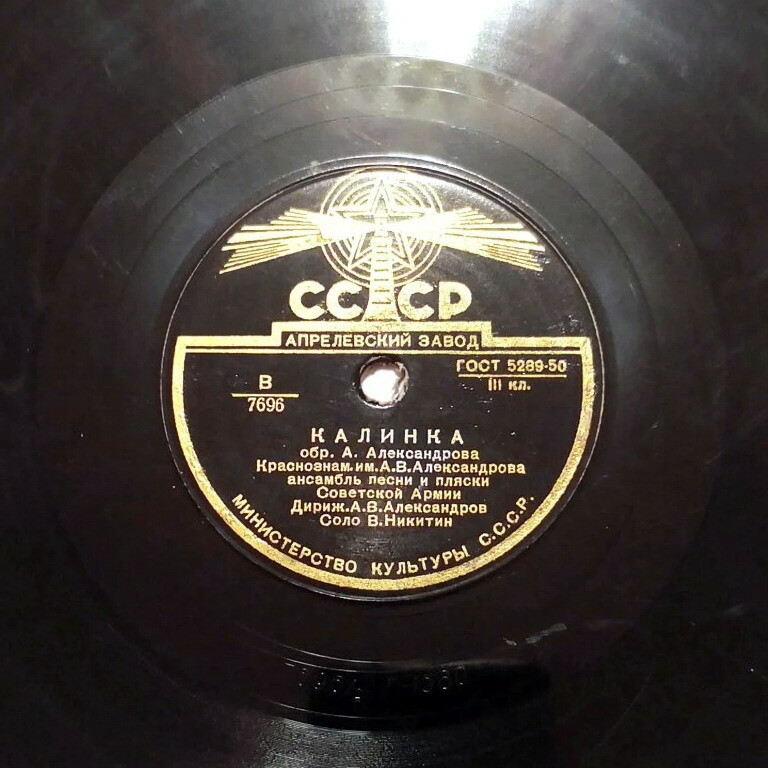 СССР
АПРЕЛЕВСКИЙ ЗАВОД
ГОСТ 5289-50
III кл.
В
7696
КАЛИНКА
обр. А. Александрова
Краснознам.им.А.В.Александрова
ансамбль песни и пляски
Советской Армии
Дириж.А.В.Александров
Соло В.Никитин
МИНИСТЕРСТВО КУЛЬТУРЫ С.С.С.Р.